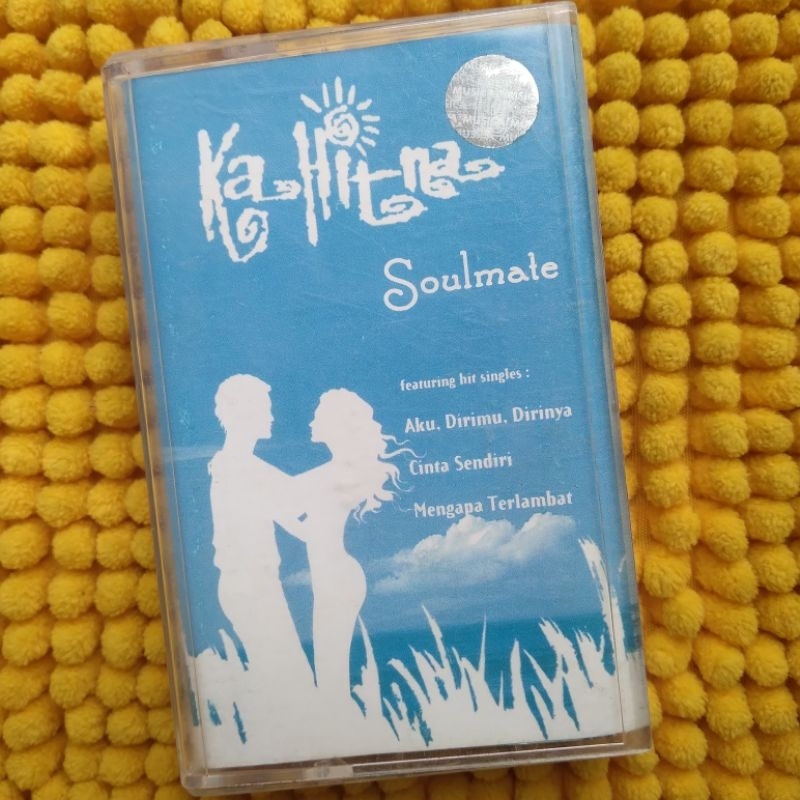 KaHitna
Soulmate
featuring hit singles :
Aku, Dirimu, Dirinya
Cinta Sendiri
Mengapa Terlambat